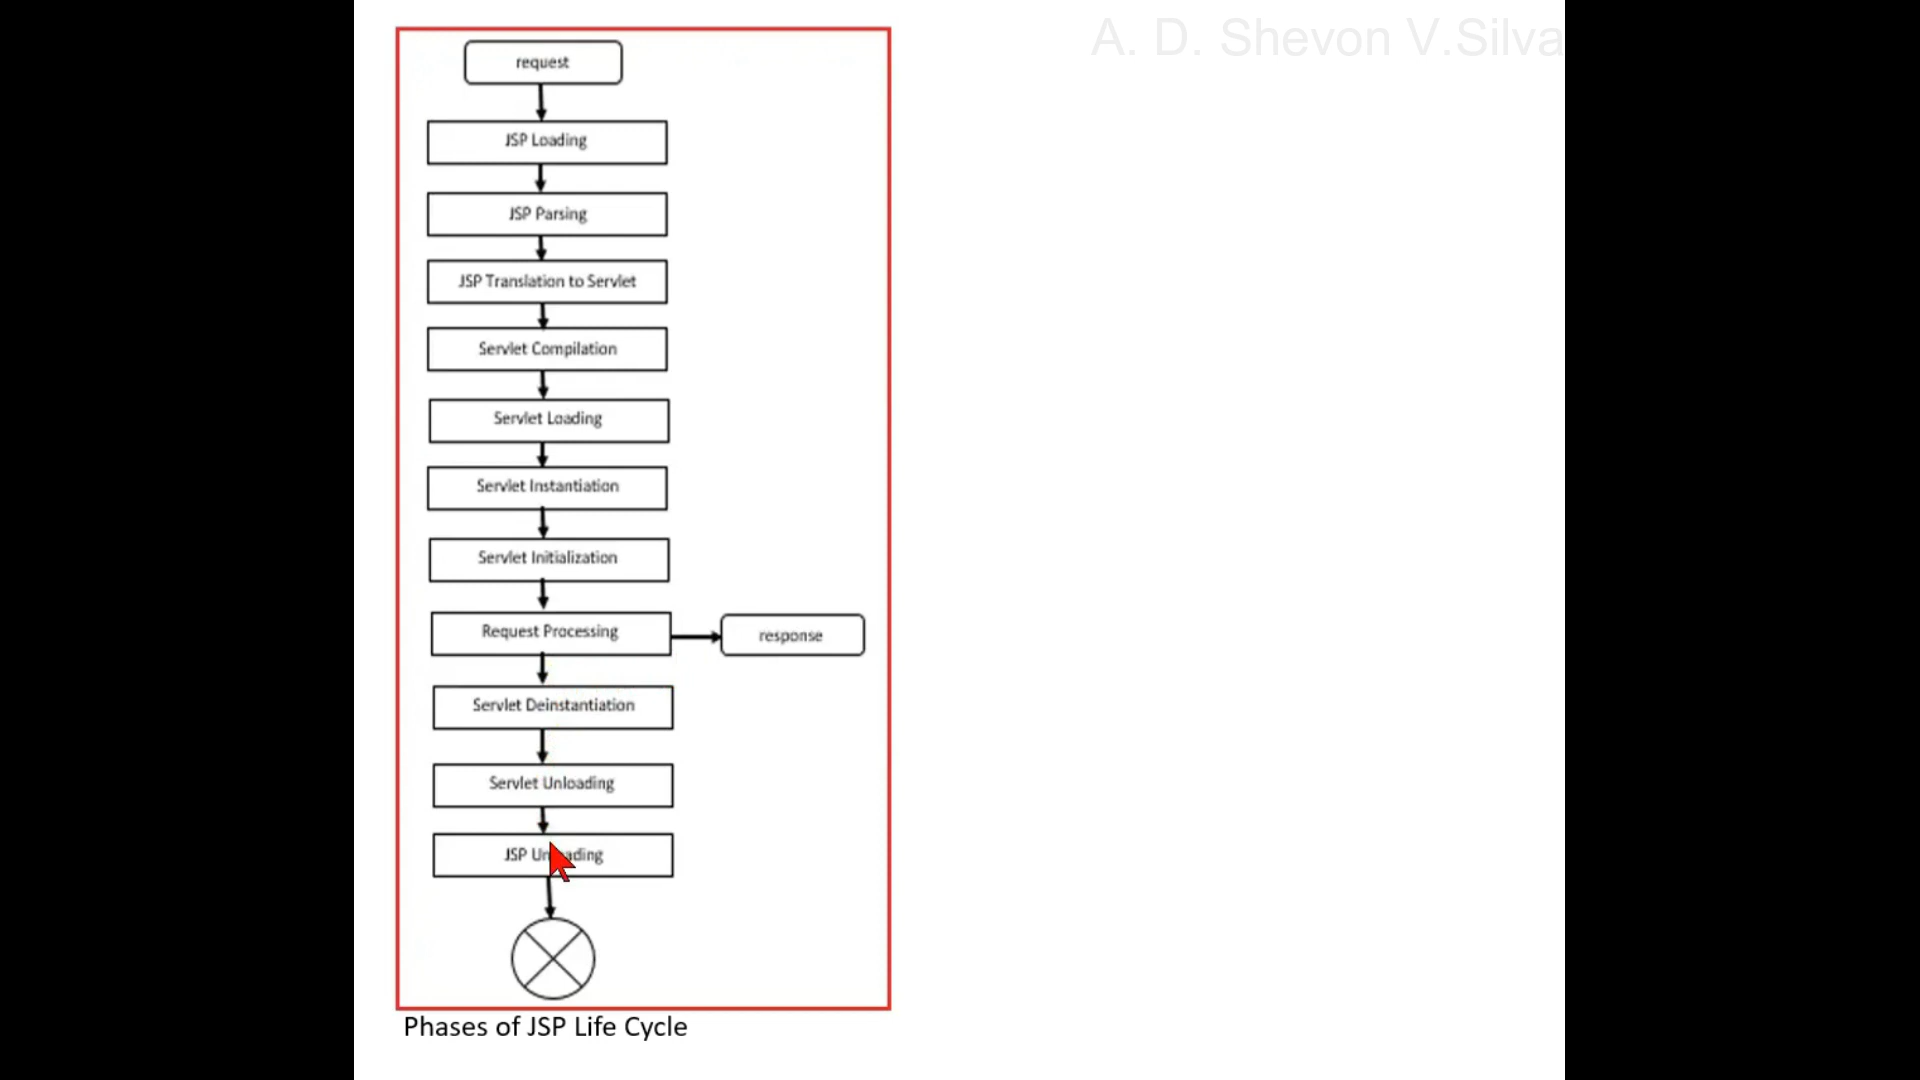 A. D. Shevon V.Silva
request
JSP Loading
JSP Parsing
JSP Translation to Servlet
Servlet Compilation
Servlet Loading
Servlet Instantiation
Servlet Initialization
Request Processing
response
Servlet Deinstantiation
Servlet Unloading
JSP Unloading
Phases of JSP Life Cycle